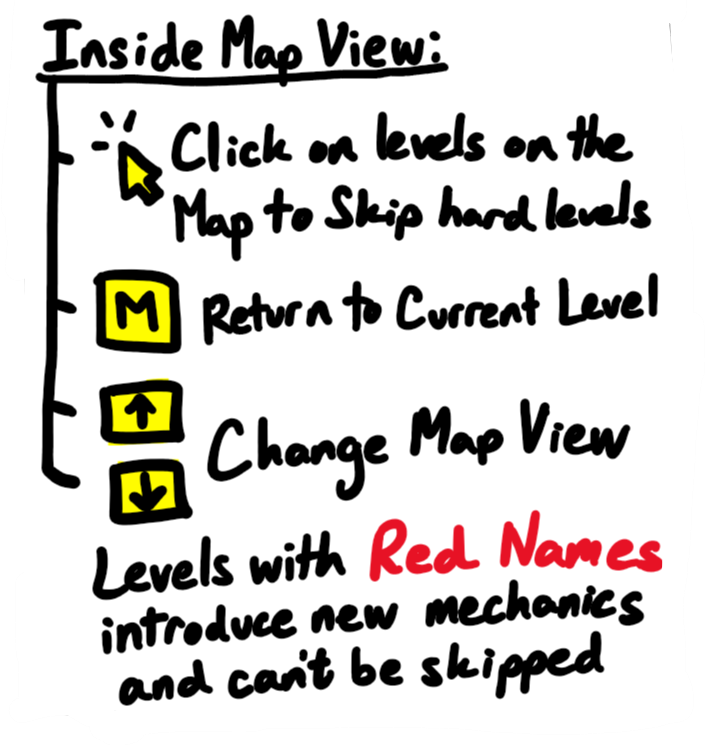 Inside Map View:
Click on levels on the
Map to Skip hard levels
M Return to Current Level
↑
Change Map View
↓
Levels with Red Names
introduce new mechanics
and can't be skipped